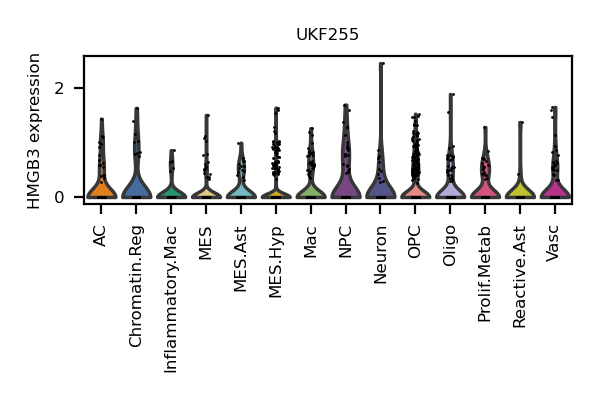 UKF255
HMGB3 expression
2
0
AC
Chromatin.Reg
Inflammatory.Mac
MES
MES.Ast
MES.Hyp
Mac
NPC
Neuron
OPC
Oligo
Prolif.Metab
Reactive.Ast
Vasc